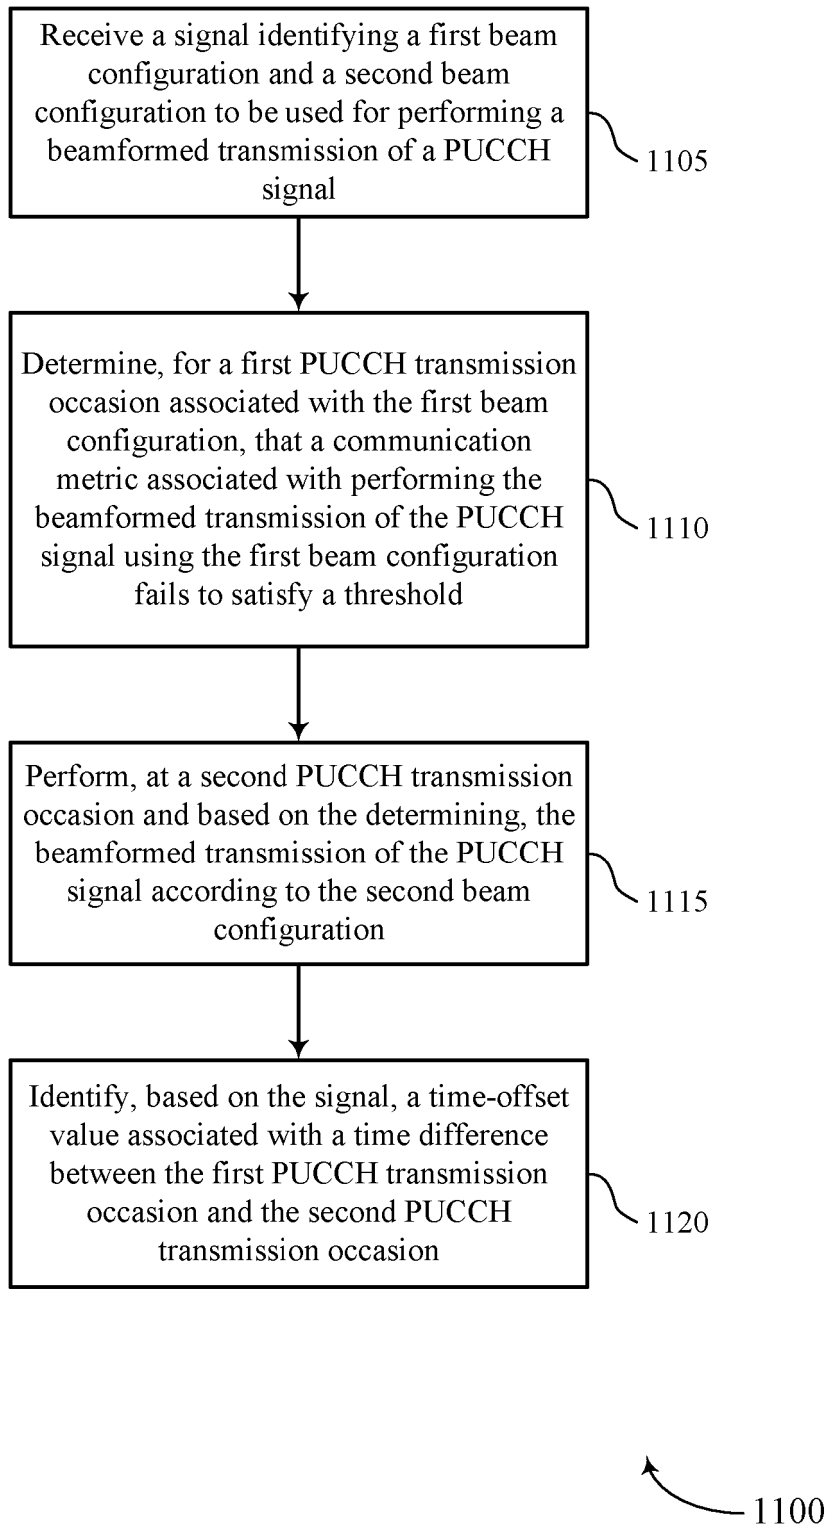 Receive a signal identifying a first beam
configuration and a second beam
configuration to be used for performing a
beamformed transmission of a PUCCH
signal
1105
Determine, for a first PUCCH transmission
occasion associated with the first beam
configuration, that a communication
metric associated with performing the
beamformed transmission of the PUCCH
signal using the first beam configuration
fails to satisfy a threshold
1110
Perform, at a second PUCCH transmission
occasion and based on the determining, the
beamformed transmission of the PUCCH
signal according to the second beam
configuration
1115
Identify, based on the signal, a time-offset
value associated with a time difference
between the first PUCCH transmission
occasion and the second PUCCH
transmission occasion
1120
1100